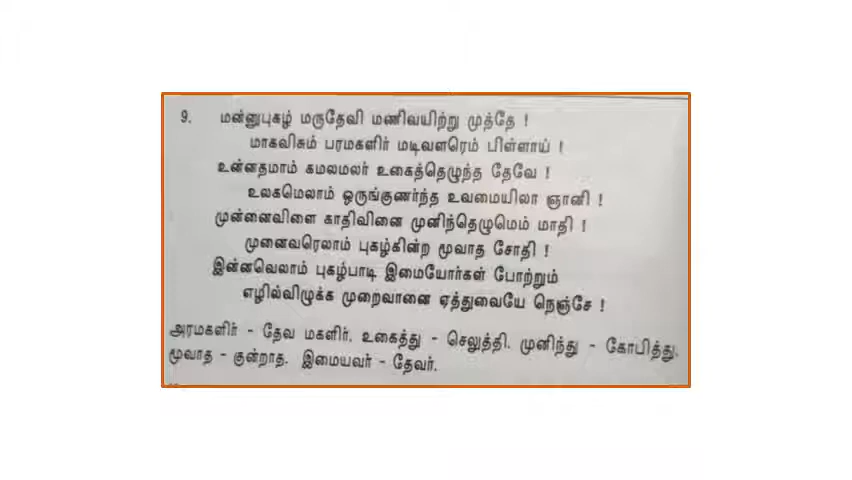 9. மன்னுபுகழ் மருதேவி மணிவயிற்று முத்தே !
மாகவிசும் பரமகளிர் மடிவளரெம் பிள்ளாய் !
உன்னதமாம் கமலமலர் உகைத்தெழுந்த தேவே !
உலகமெலாம் ஒருங்குணர்ந்த உவமையிலா ஞானி !
முன்னைவிளை காதிவினை முனிந்தெழுமெம் மாதி !
முனைவரெலாம் புகழ்கின்ற மூவாத சோதி !
இன்னவெலாம் புகழ்பாடி இமையோர்கள் போற்றும்
எழில்விழுக்க முறைவானை ஏத்துவையே நெஞ்சே !
அரமகளிர் - தேவ மகளிர். உகைத்து - செலுத்தி. முனிந்து - கோபித்து.
மூவாத - குன்றாத. இமையவர் - தேவர்.